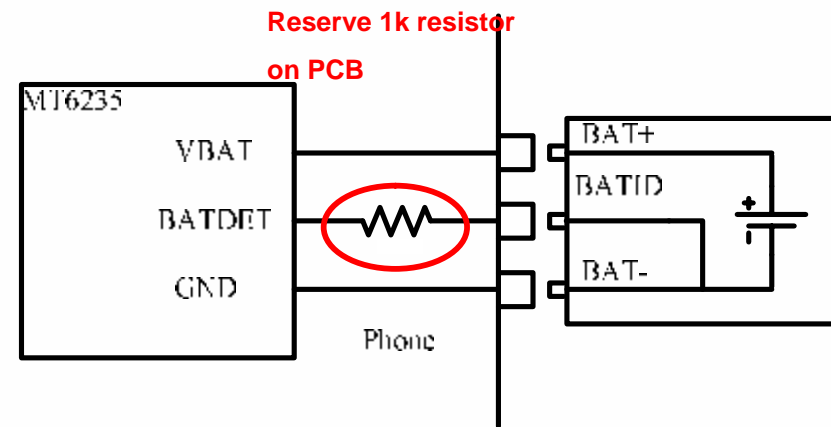 Reserve 1k resistor
on PCB
MT6235
VBAT
BATDET
GND
Phone
BAT+
BATID
BAT-
+
-